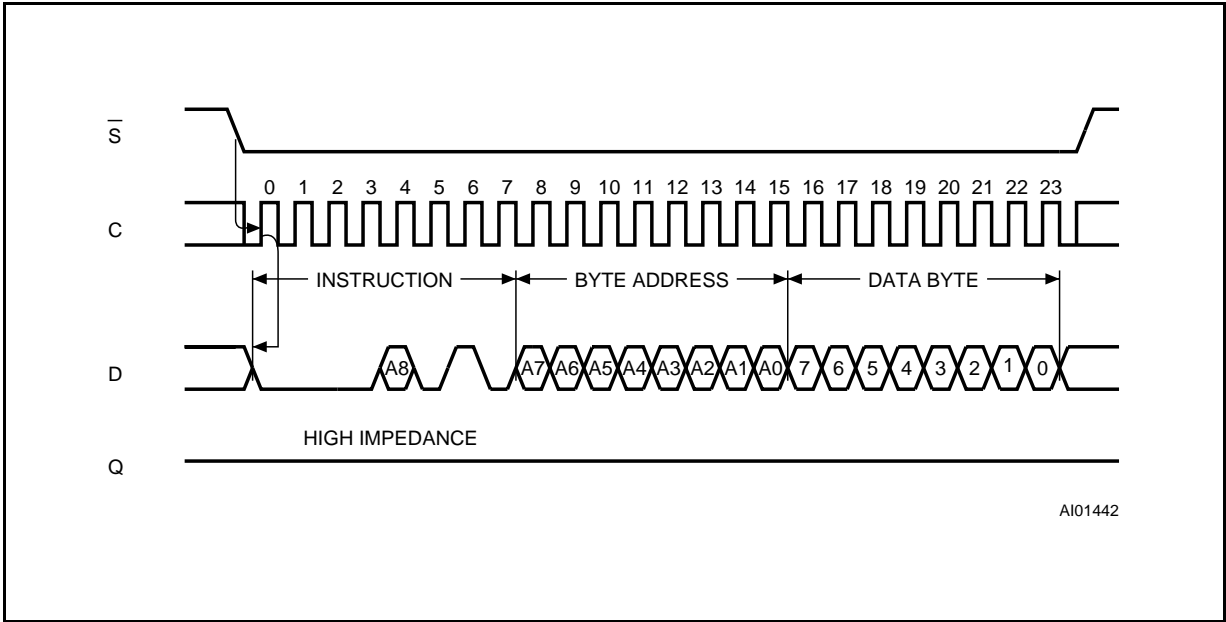 S
0 1 2 3 4 5 6 7 8 9 10 11 12 13 14 15 16 17 18 19 20 21 22 23
C
INSTRUCTION BYTE ADDRESS DATA BYTE
D A8 A7 A6 A5 A4 A3 A2 A1 A0 7 6 5 4 3 2 1 0
HIGH IMPEDANCE
Q
AI01442